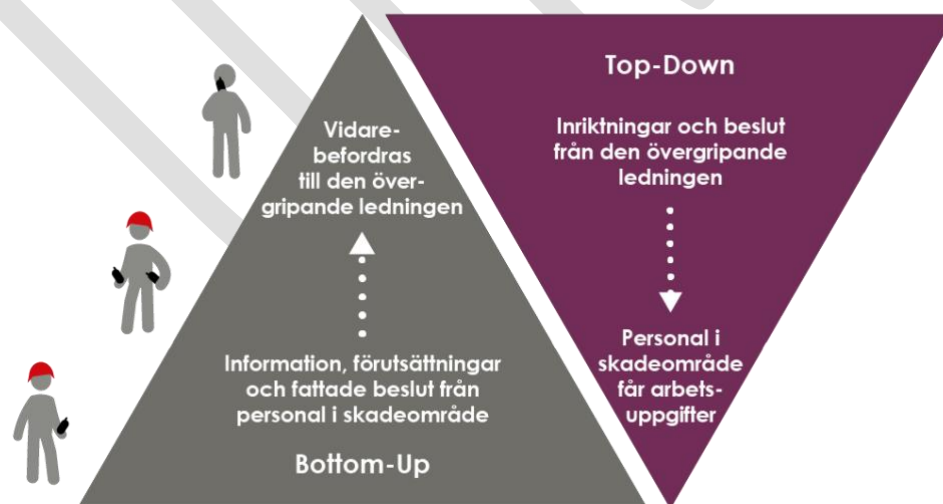 Vidare-
befordras
till den över-
gripande ledningen
Information, förutsättningar
och fattade beslut från
personal i skadeområde
Bottom-Up
Top-Down
Inriktningar och beslut
från den övergripande
ledningen
Personal i
skadeområde
får arbets-
uppgifter